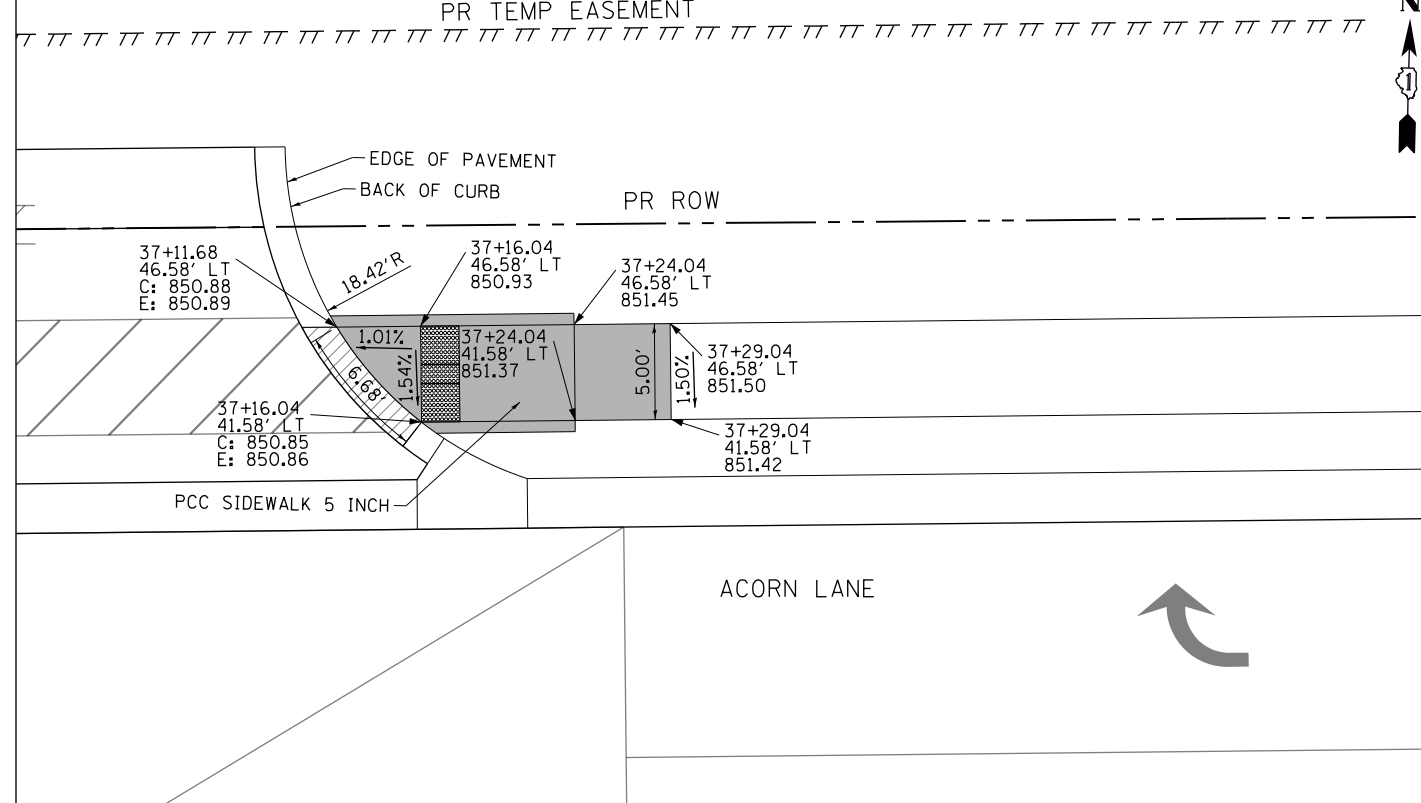 PR TEMP EASEMENT
N
1
EDGE OF PAVEMENT
BACK OF CURB
PR ROW
37+11.68
46.58' LT
C: 850.88
E: 850.89
18.42'R
37+16.04
46.58' LT
850.93
37+24.04
46.58' LT
851.45
1.01%
1.54%
37+24.04
41.58' LT
851.37
5.00'
1.50%
37+29.04
46.58' LT
851.50
6.68'
37+16.04
41.58' LT
C: 850.85
E: 850.86
37+29.04
41.58' LT
851.42
PCC SIDEWALK 5 INCH
ACORN LANE